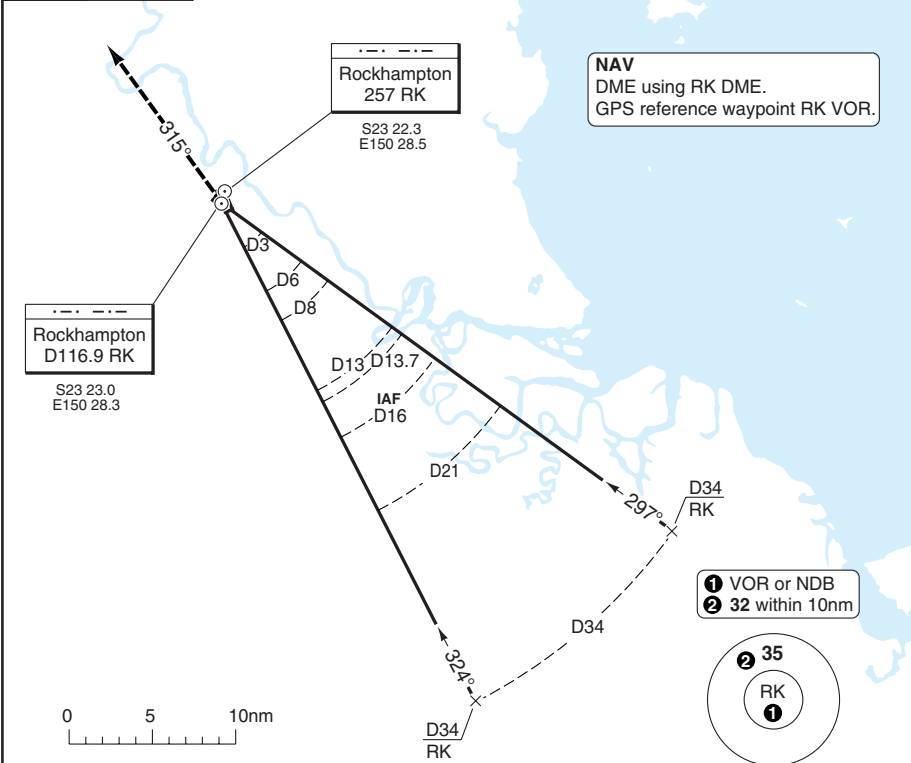 Rockhampton
257 RK
S23 22.3
E150 28.5
NAV
DME using RK DME.
GPS reference waypoint RK VOR.
315°
D3
D6
D8
Rockhampton
D116.9 RK
S23 23.0
E150 28.3
D13
D13.7
IAF
D16
D21
297°
D34
RK
D34
324°
D34
RK
1 VOR or NDB
2 32 within 10nm
2 35
RK
1
0 5 10nm